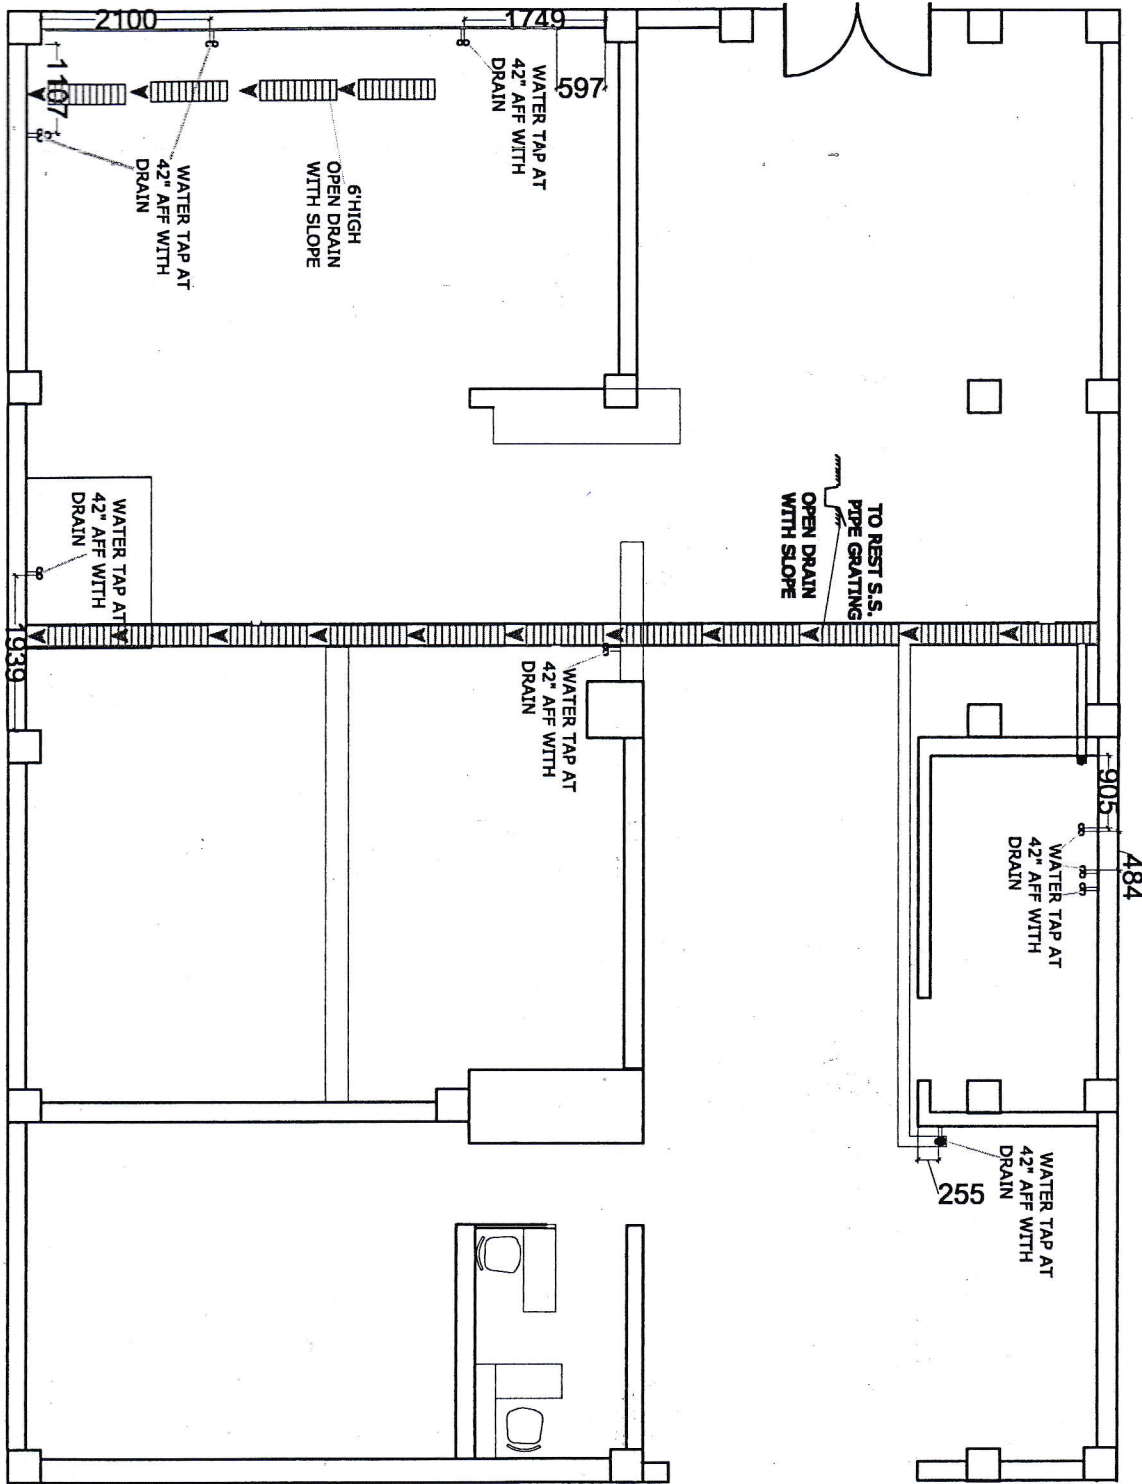 2100
1749
597
1107
WATER TAP AT
42" AFF WITH
DRAIN
6'HIGH
OPEN DRAIN
WITH SLOPE
WATER TAP AT
42" AFF WITH
DRAIN
TO REST S.S.
PIPE GRATING
OPEN DRAIN
WITH SLOPE
WATER TAP AT
42" AFF WITH
DRAIN
939
WATER TAP AT
42" AFF WITH
DRAIN
905
484
WATER TAP AT
42" AFF WITH
DRAIN
WATER TAP AT
42" AFF WITH
DRAIN
255